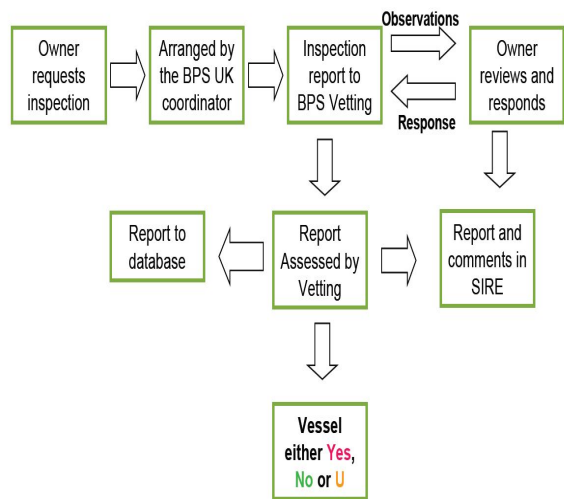 Owner
requests
inspection
Arranged by
the BPS UK
coordinator
Inspection
report to
BPS Vetting
Observations
Response
Owner
reviews and
responds
Report to
database
Report
Assessed by
Vetting
Report and
comments in
SIRE
Vessel
either Yes,
No or U